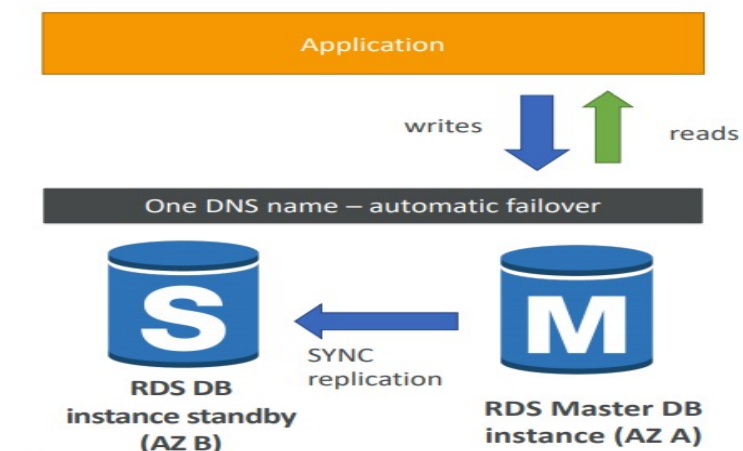 Application
writes
reads
One DNS name – automatic failover
S
M
SYNC
replication
RDS DB
instance standby
(AZ B)
RDS Master DB
instance (AZ A)